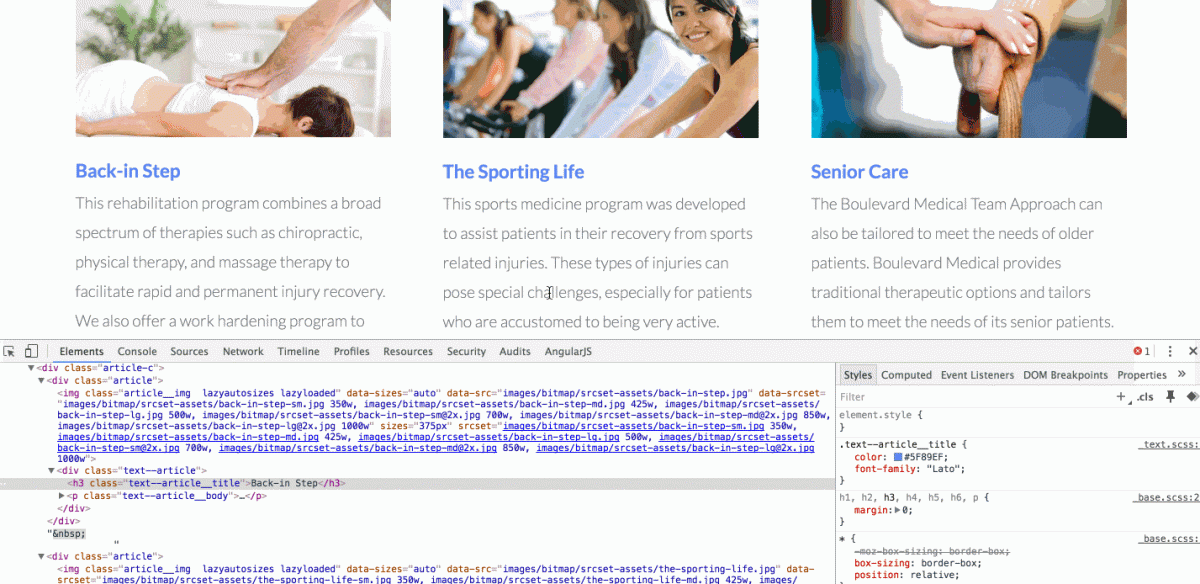 Back-in Step
This rehabilitation program combines a broad
spectrum of therapies such as chiropractic,
physical therapy, and massage therapy to
facilitate rapid and permanent injury recovery.
We also offer a work hardening program to
The Sporting Life
This sports medicine program was developed
to assist patients in their recovery from sports
related injuries. These types of injuries can
pose special challenges, especially for patients
who are accustomed to being very active.
Senior Care
The Boulevard Medical Team Approach can
also be tailored to meet the needs of older
patients. Boulevard Medical provides
traditional therapeutic options and tailors
them to meet the needs of its senior patients.
Elements Console Sources Network Timeline Profiles Resources Security Audits AngularJS 1
▼<div class="article-c">
▼<div class="article">
<img class="article__img  lazyautosizes lazyloaded" data-sizes="auto" data-src="images/bitmap/srcset-assets/back-in-step.jpg" data-srcset=
"images/bitmap/srcset-assets/back-in-step-sm.jpg 350w, images/bitmap/srcset-assets/back-in-step-md.jpg 425w, images/bitmap/srcset-assets/
back-in-step-lg.jpg 500w, images/bitmap/srcset-assets/back-in-step-sm@2x.jpg 700w, images/bitmap/srcset-assets/back-in-step-md@2x.jpg 850w,
images/bitmap/srcset-assets/back-in-step-lg@2x.jpg 1000w" sizes="375px" srcset="images/bitmap/srcset-assets/back-in-step-sm.jpg 350w,
images/bitmap/srcset-assets/back-in-step-md.jpg 425w, images/bitmap/srcset-assets/back-in-step-lg.jpg 500w, images/bitmap/srcset-assets/
back-in-step-sm@2x.jpg 700w, images/bitmap/srcset-assets/back-in-step-md@2x.jpg 850w, images/bitmap/srcset-assets/back-in-step-lg@2x.jpg
1000w">
▼<div class="text--article">
<h3 class="text--article__title">Back-in Step</h3>
▶<p class="text--article__body">…</p>
</div>
</div>
"&nbsp;
"
▼<div class="article">
<img class="article__img  lazyautosizes lazyloaded" data-sizes="auto" data-src="images/bitmap/srcset-assets/the-sporting-life.jpg" data-
srcset="images/bitmap/srcset-assets/the-sporting-life-sm.jpg 350w, images/bitmap/srcset-assets/the-sporting-life-md.jpg 425w, images/
Styles Computed Event Listeners DOM Breakpoints Properties »
Filter + .cls
element.style {
}
.text--article__title { _text.scss:
color: #5F89EF;
font-family: "Lato";
}
h1, h2, h3, h4, h5, h6, p { _base.scss:2
margin:▶0;
}
* { _base.scss:
-moz-box-sizing: border-box;
box-sizing: border-box;
position: relative;